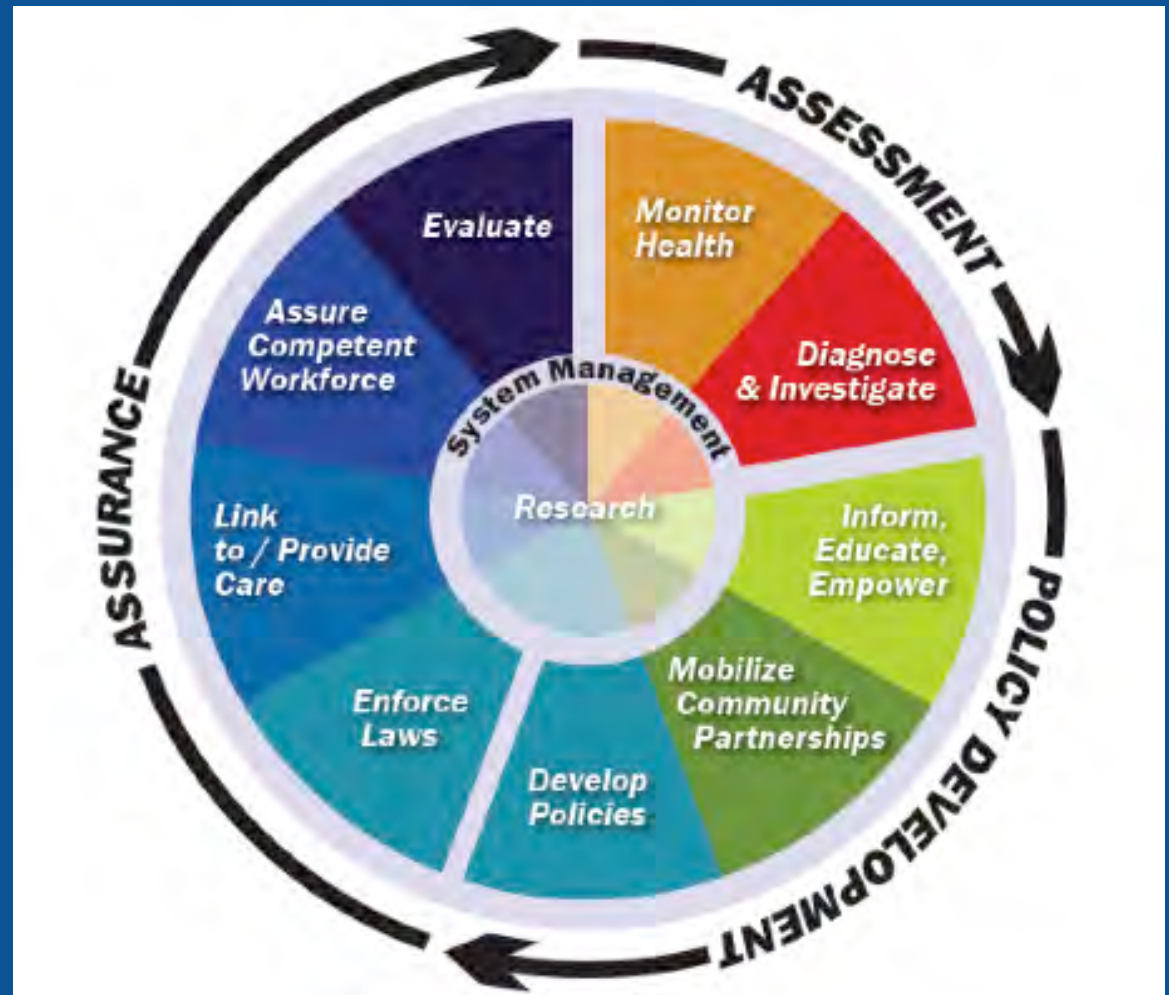 ASSESSMENT
Monitor
Health
Diagnose
& Investigate
POLICY DEVELOPMENT
Inform,
Educate,
Empower
Mobilize
Community
Partnerships
Develop
Policies
ASSURANCE
Enforce
Laws
Link
to / Provide
Care
Assure
Competent
Workforce
Evaluate
System Management
Research